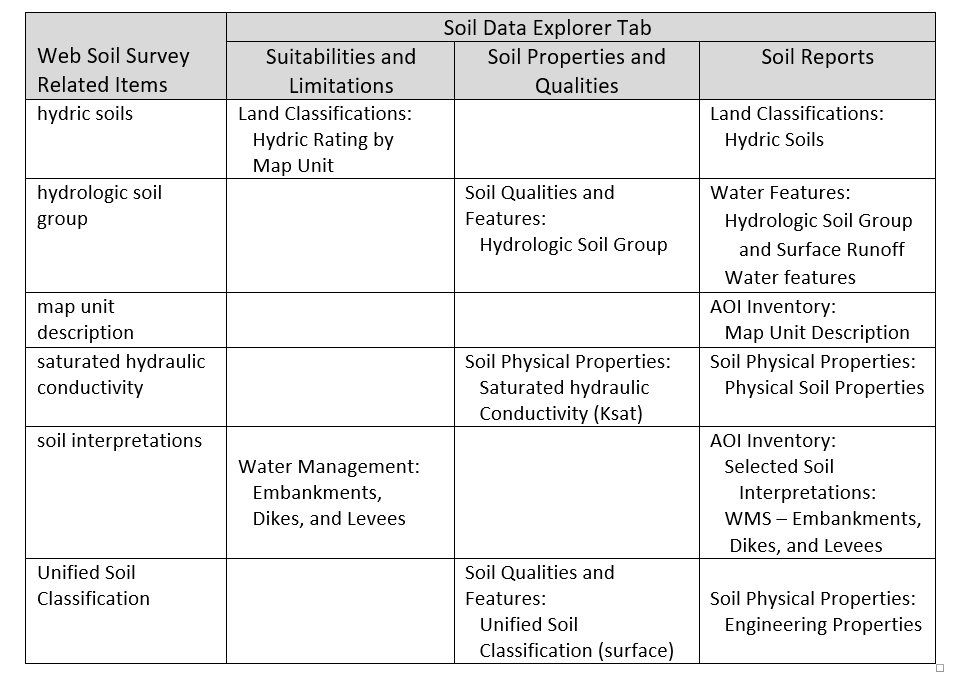 Soil Data Explorer Tab
Web Soil Survey
Related Items
Suitabilities and
Limitations
Soil Properties and
Qualities
Soil Reports
hydric soils
Land Classifications:
Hydric Rating by
Map Unit
Land Classifications:
Hydric Soils
hydrologic soil
group
Soil Qualities and
Features:
Hydrologic Soil Group
Water Features:
Hydrologic Soil Group
and Surface Runoff
Water features
map unit
description
AOI Inventory:
Map Unit Description
saturated hydraulic
conductivity
Soil Physical Properties:
Saturated hydraulic
Conductivity (Ksat)
Soil Physical Properties:
Physical Soil Properties
soil interpretations
Water Management:
Embankments,
Dikes, and Levees
AOI Inventory:
Selected Soil
Interpretations:
WMS – Embankments,
Dikes, and Levees
Unified Soil
Classification
Soil Qualities and
Features:
Unified Soil
Classification (surface)
Soil Physical Properties:
Engineering Properties